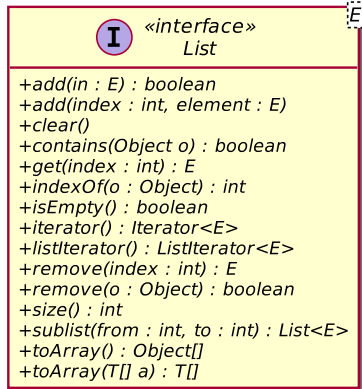 E
I
«interface»
List
+add(in : E) : boolean
+add(index : int, element : E)
+clear()
+contains(Object o) : boolean
+get(index : int) : E
+indexOf(o : Object) : int
+isEmpty() : boolean
+iterator() : Iterator<E>
+listIterator() : ListIterator<E>
+remove(index : int) : E
+remove(o : Object) : boolean
+size() : int
+sublist(from : int, to : int) : List<E>
+toArray() : Object[]
+toArray(T[] a) : T[]